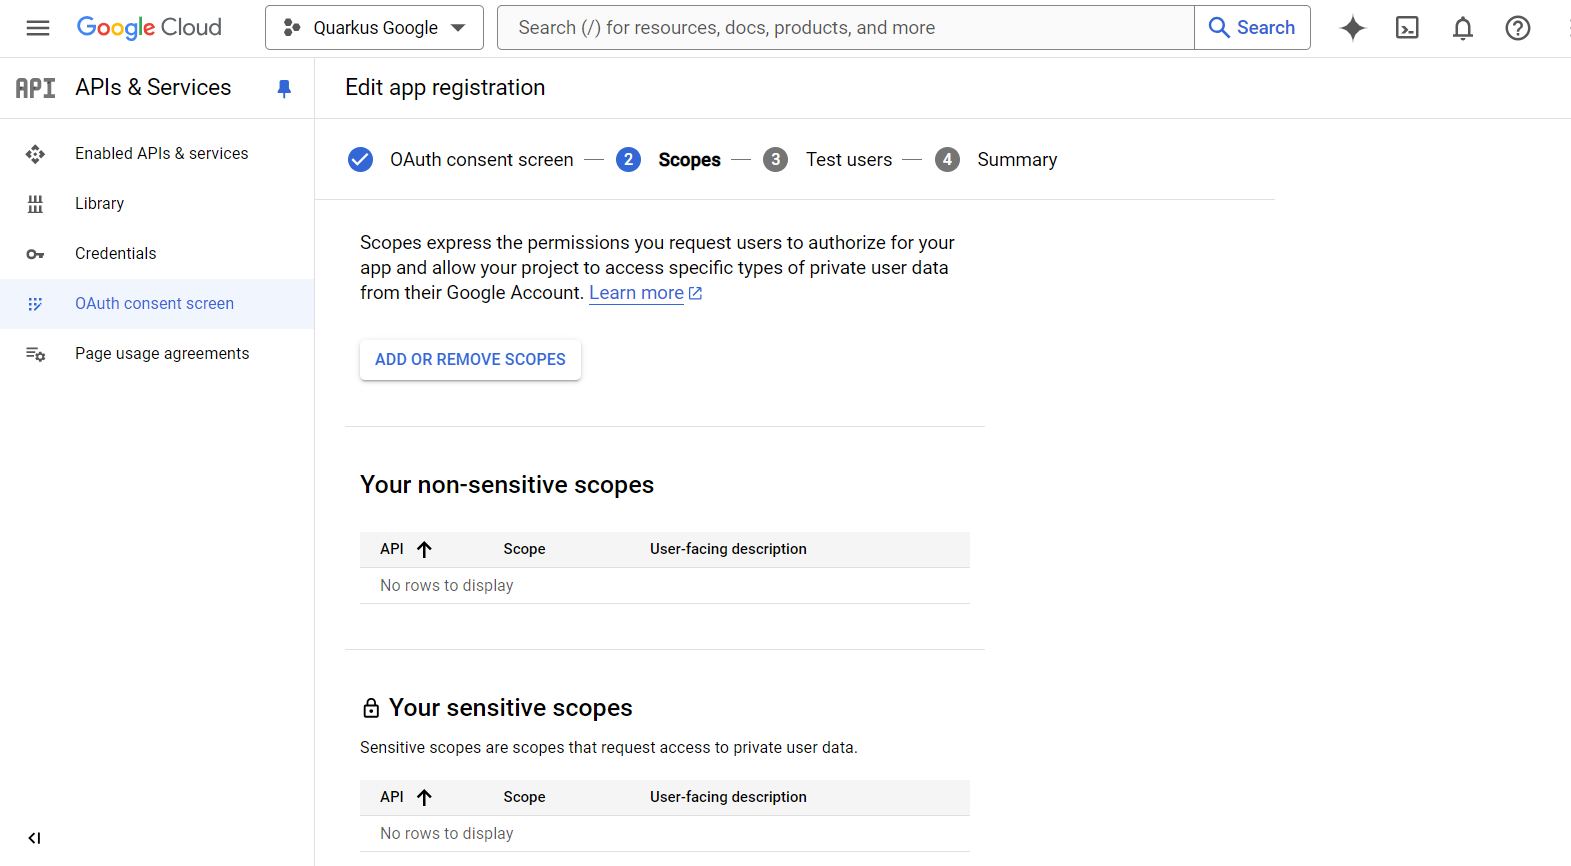 Google Cloud
Quarkus Google
Search (/) for resources, docs, products, and more
Search
API
APIs & Services
Edit app registration
Enabled APIs & services
Library
Credentials
OAuth consent screen
Page usage agreements
OAuth consent screen
2 Scopes
3 Test users
4 Summary
Scopes express the permissions you request users to authorize for your
app and allow your project to access specific types of private user data
from their Google Account. Learn more
ADD OR REMOVE SCOPES
Your non-sensitive scopes
API Scope User-facing description
No rows to display
Your sensitive scopes
Sensitive scopes are scopes that request access to private user data.
API Scope User-facing description
No rows to display